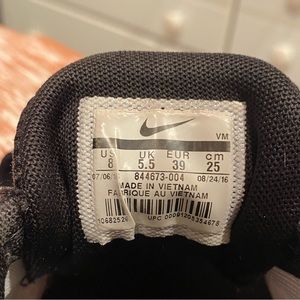 VM
US UK EUR cm
8 5.5 39 25
07/06/16 844673-004 08/24/16
MADE IN VIETNAM
FABRIQUE AU VIETNAM